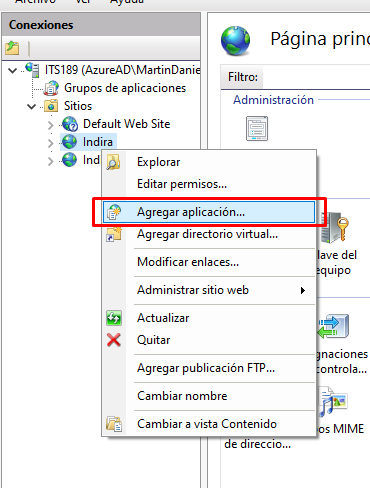 Archivo Ver Ayuda
Conexiones
ITS189 (AzureAD\MartinDanie
Grupos de aplicaciones
Sitios
Default Web Site
Indira
Ind
Explorar
Editar permisos...
Agregar aplicación...
Agregar directorio virtual...
Modificar enlaces...
Administrar sitio web
Actualizar
Quitar
Agregar publicación FTP...
Cambiar nombre
Cambiar a vista Contenido
Página princ
Filtro:
Administración
lave del
equipo
gnaciones
controla...
os MIME
de direccio...